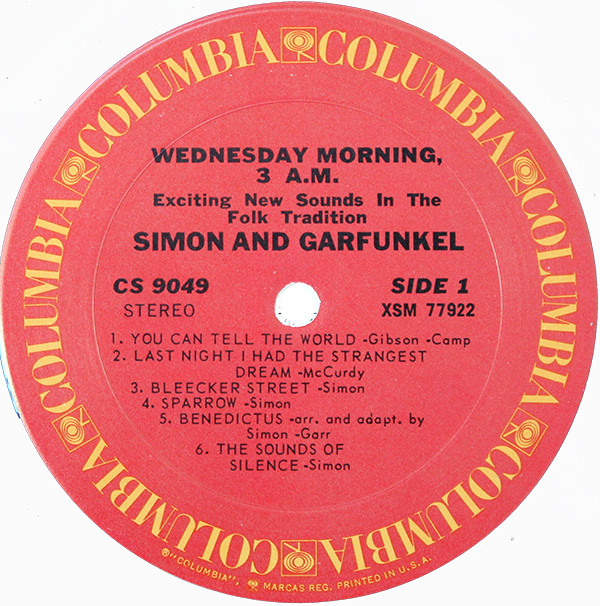 COLUMBIA COLUMBIA COLUMBIA COLUMBIA COLUMBIA COLUMBIA
WEDNESDAY MORNING,
3 A.M.
Exciting New Sounds In The
Folk Tradition
SIMON AND GARFUNKEL
CS 9049 SIDE 1
STEREO XSM 77922
1. YOU CAN TELL THE WORLD -Gibson -Camp
2. LAST NIGHT I HAD THE STRANGEST
DREAM -McCurdy
3. BLEECKER STREET -Simon
4. SPARROW -Simon
5. BENEDICTUS -arr. and adapt. by
Simon -Garr
6. THE SOUNDS OF
SILENCE -Simon
®"COLUMBIA", MARCAS REG. PRINTED IN U.S.A.